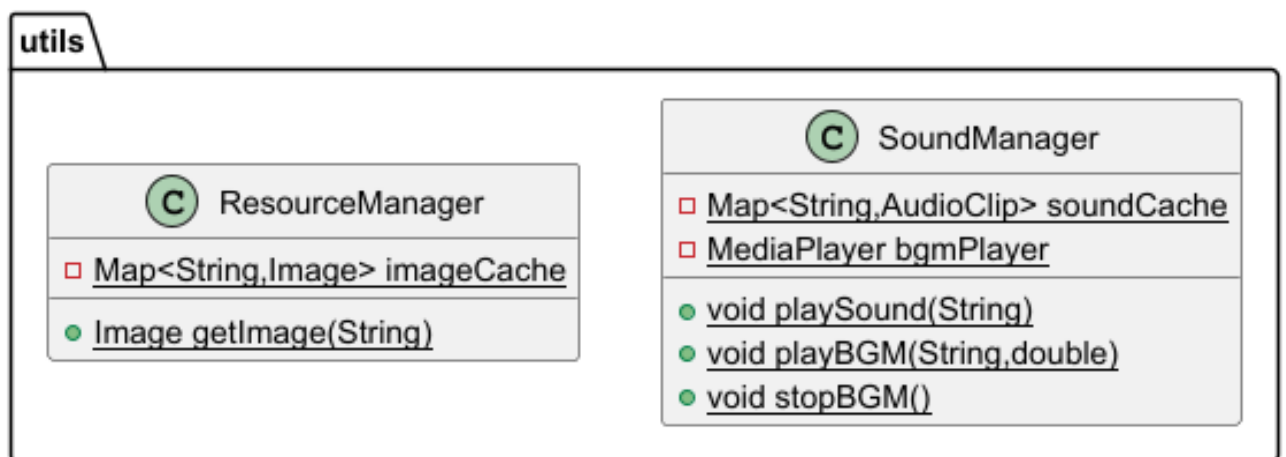 utils
C ResourceManager
Map<String,Image> imageCache
Image getImage(String)
C SoundManager
Map<String,AudioClip> soundCache
MediaPlayer bgmPlayer
void playSound(String)
void playBGM(String,double)
void stopBGM()